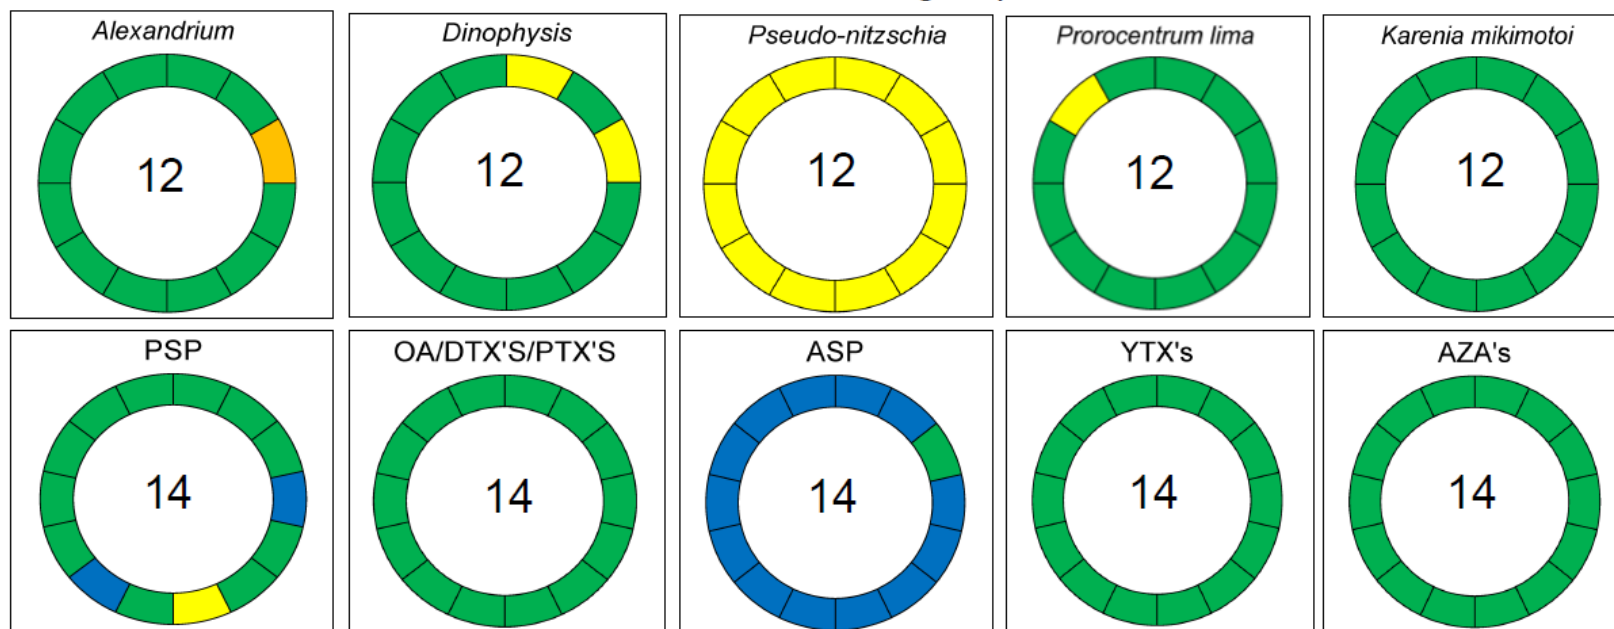 Alexandrium
Dinophysis
Pseudo-nitzschia
Prorocentrum lima
Karenia mikimotoi
12
12
12
12
12
PSP
OA/DTX'S/PTX'S
ASP
YTX's
AZA's
14
14
14
14
14